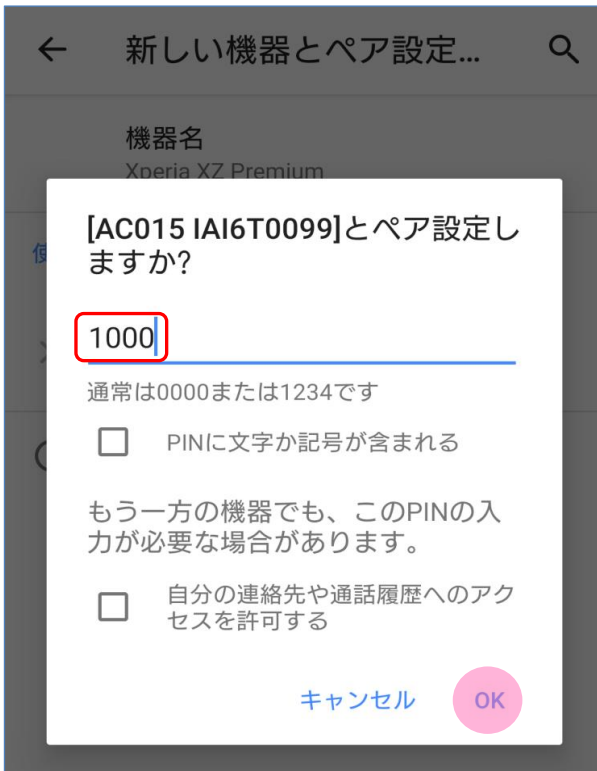 新しい機器とペア設定...
機器名
Xperia XZ Premium
[AC015 IAI6T0099]とペア設定し
ますか?
使
1000
通常は0000または1234です
PINに文字か記号が含まれる
もう一方の機器でも、このPINの入
力が必要な場合があります。
自分の連絡先や通話履歴へのアク
セスを許可する
キャンセル
OK